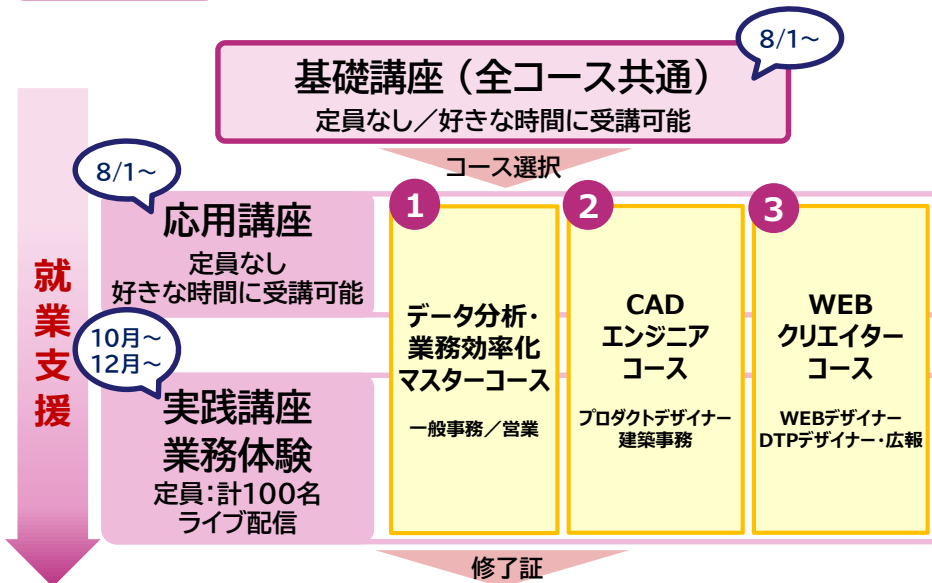 8/1～
基礎講座（全コース共通）
定員なし／好きな時間に受講可能
コース選択
8/1～
応用講座
定員なし
好きな時間に受講可能
10月～
12月～
実践講座
業務体験
定員：計100名
ライブ配信
就業支援
1
データ分析・
業務効率化
マスターコース
一般事務／営業
2
CAD
エンジニア
コース
プロダクトデザイナー
建築事務
3
WEB
クリエイター
コース
WEBデザイナー
DTPデザイナー・広報
修了証